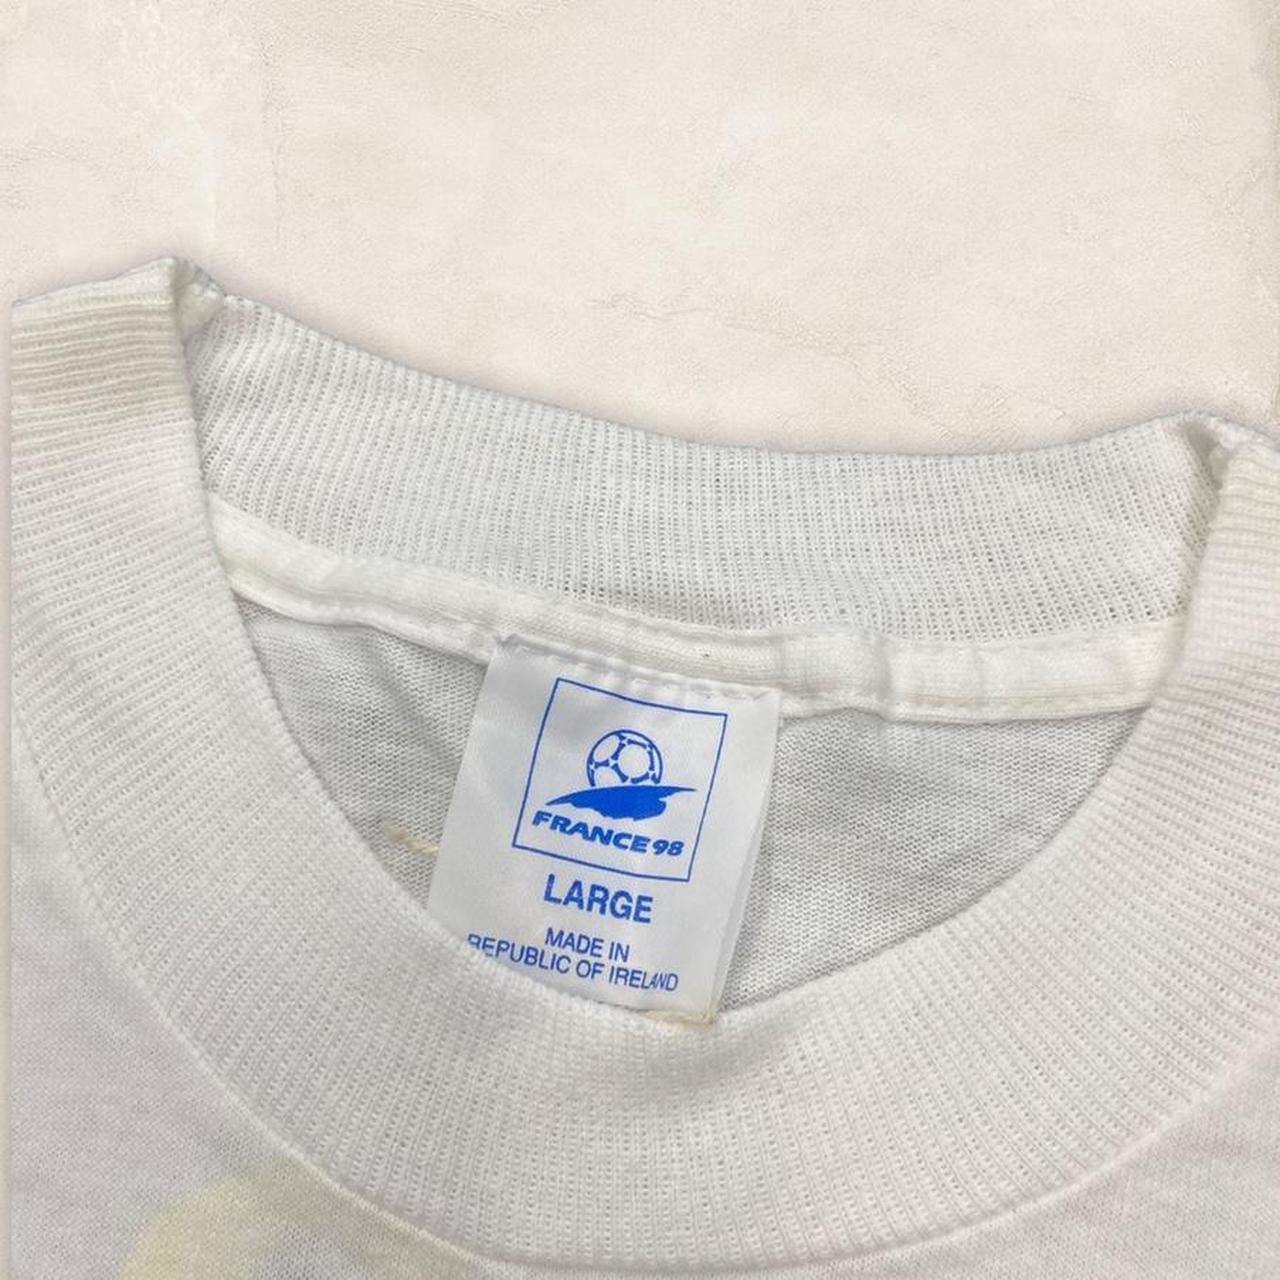 FRANCE 98
LARGE
MADE IN
REPUBLIC OF IRELAND